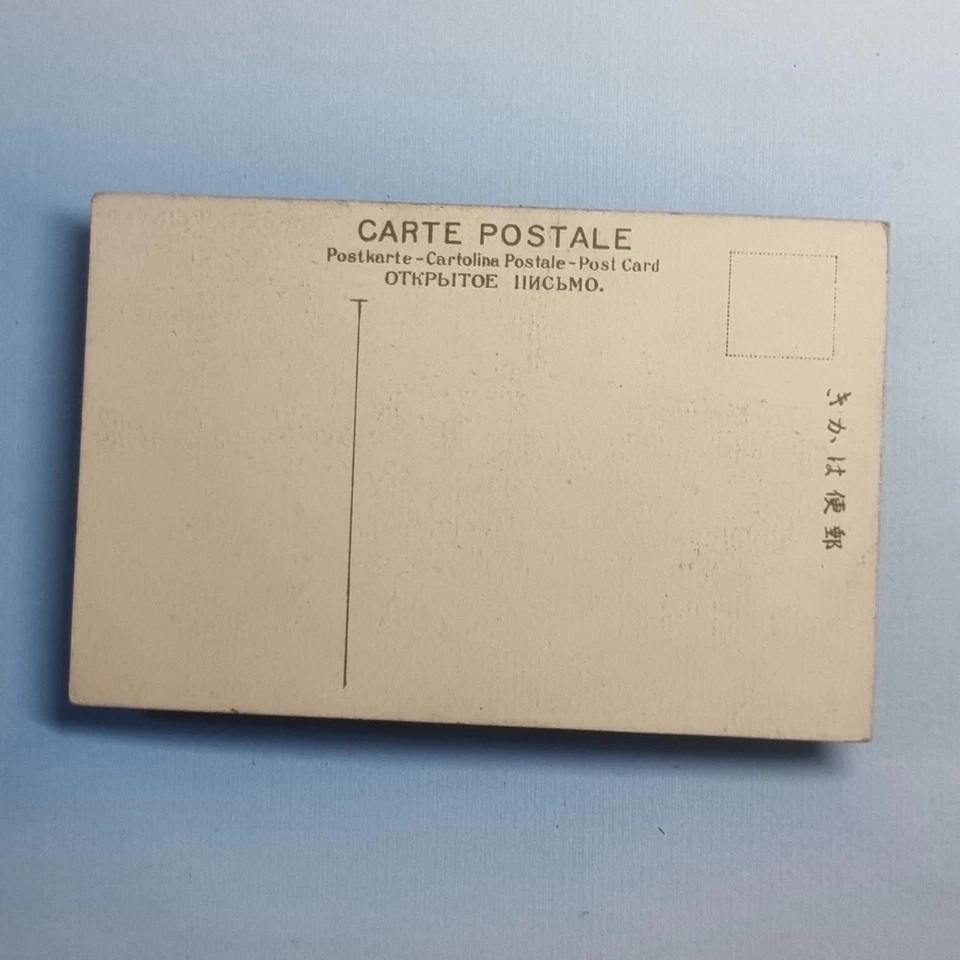 CARTE POSTALE
Postkarte - Cartolina Postale - Post Card
ОТКРЫТОЕ ПИСЬМО.
きかは便郵